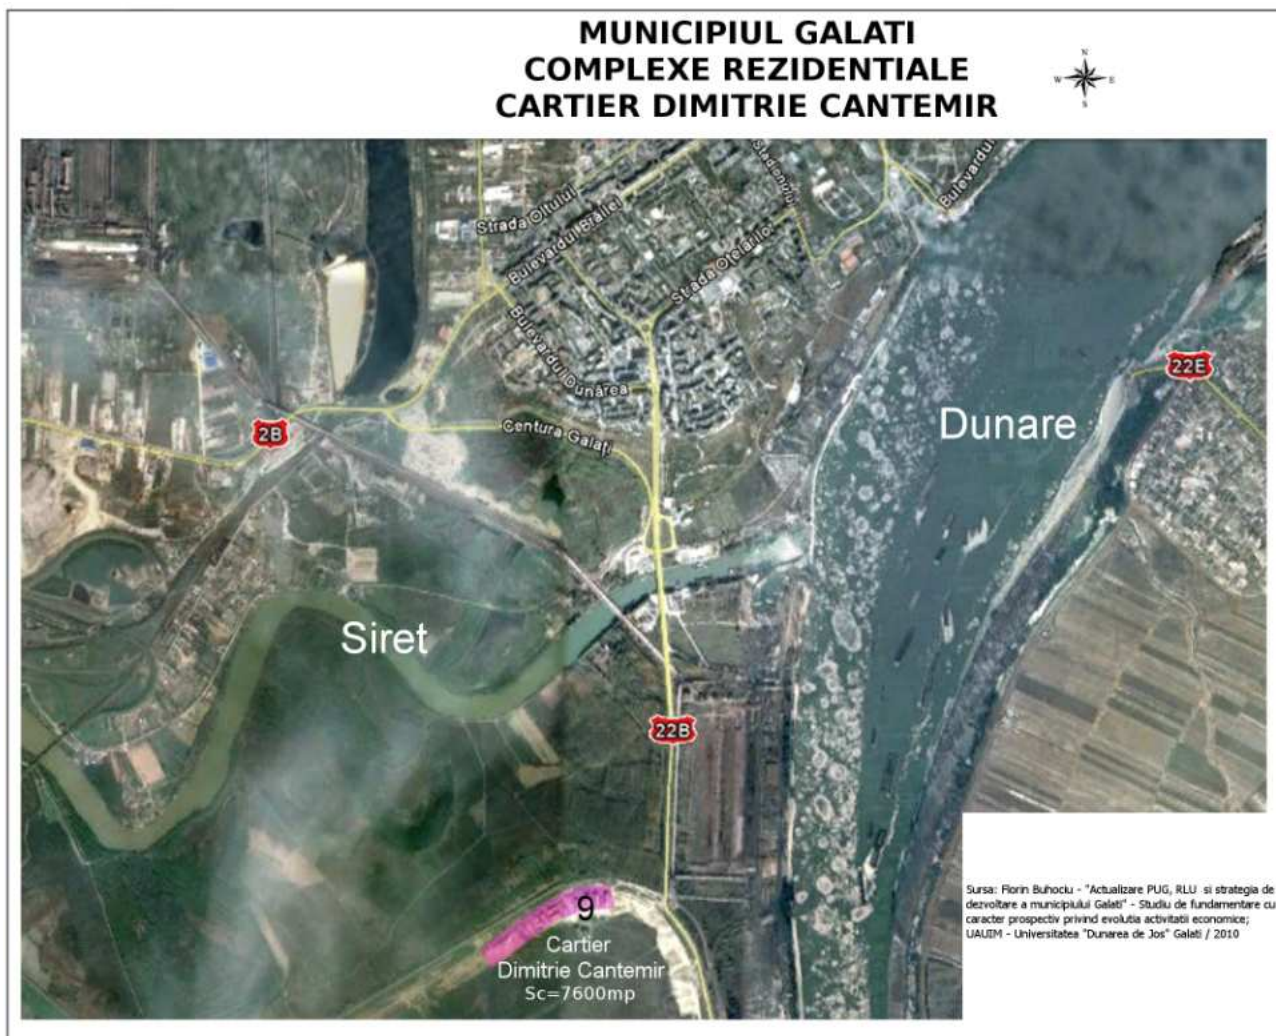 MUNICIPIUL GALATI
COMPLEXE REZIDENTIALE
CARTIER DIMITRIE CANTEMIR
N
W E
S
Stadionului
Bulevardul
Strada Oltului
Bulevardul Brăilei
Strada Oțelarilor
Bulevardul Dunărea
22E
Dunare
2B
Centura Galați
Siret
22B
9
Cartier
Dimitrie Cantemir
Sc=7600mp
Sursa: Florin Buhociu - "Actualizare PUG, RLU si strategia de
dezvoltare a municipiului Galati" - Studiu de fundamentare cu
caracter prospectiv privind evolutia activitatii economice;
UAUIM - Universitatea "Dunarea de Jos" Galati / 2010